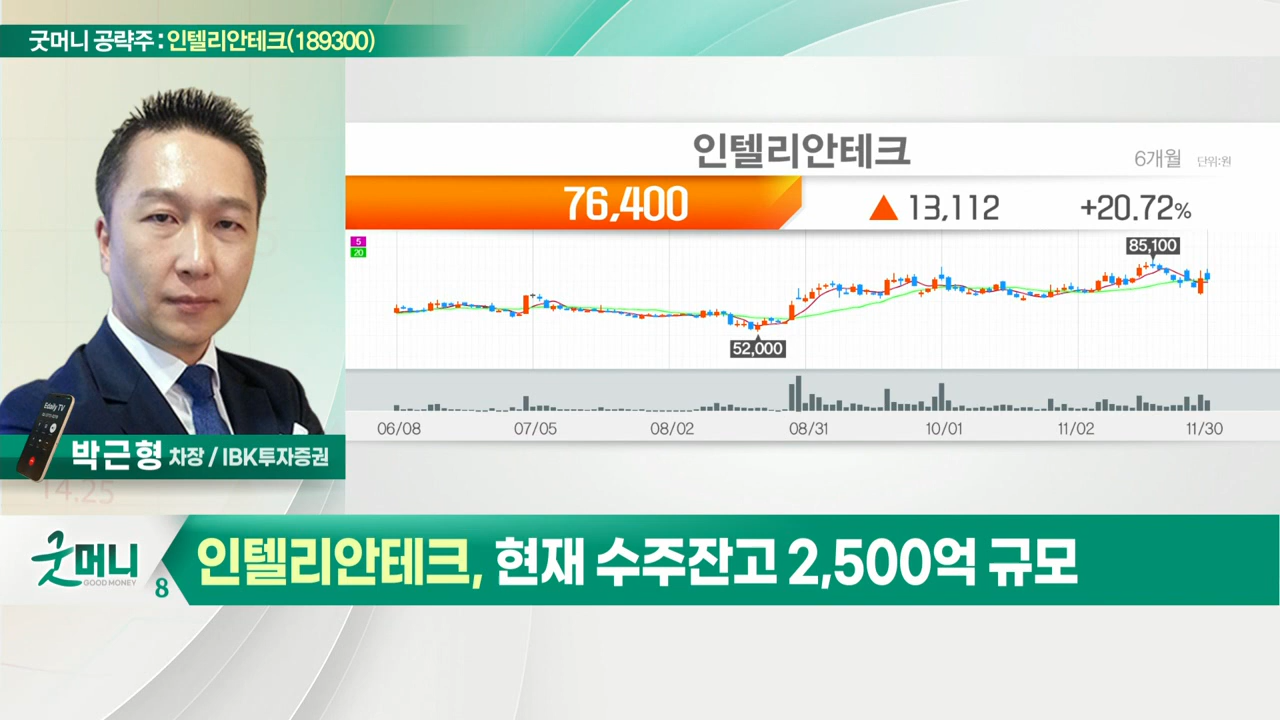 굿머니 공략주 : 인텔리안테크(189300)
인텔리안테크
6개월 단위:원
76,400 ▲ 13,112 +20.72%
5
20
85,100
52,000
06/08 07/05 08/02 08/31 10/01 11/02 11/30
Edaily TV
박근형 차장 / IBK투자증권
14.25
굿머니
GOOD MONEY
8
인텔리안테크, 현재 수주잔고 2,500억 규모